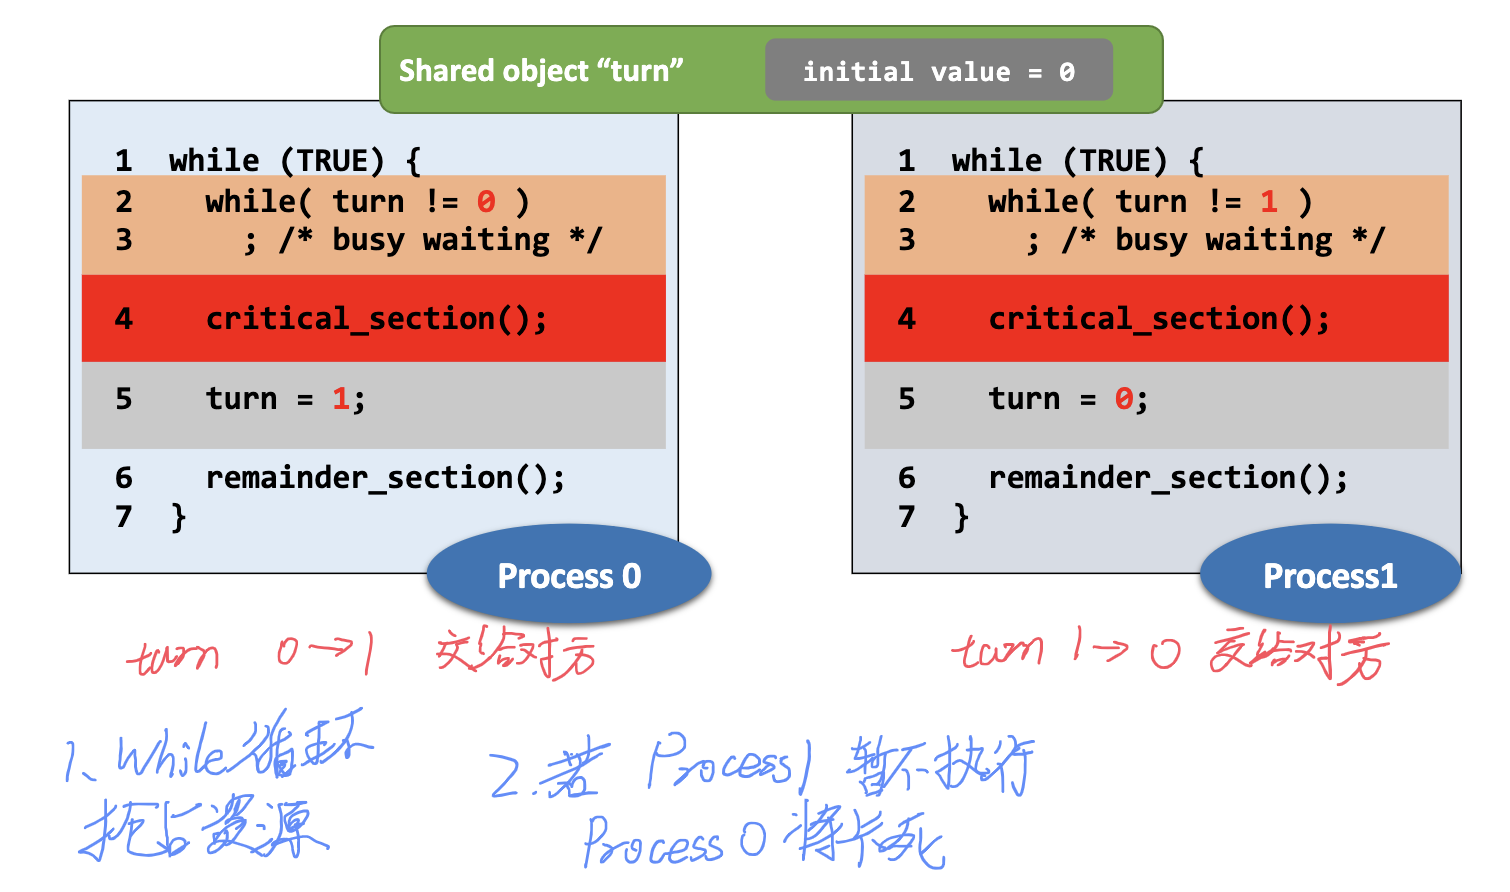 Shared object “turn” initial value = 0
1 while (TRUE) {
2 while( turn != 0 )
3 ; /* busy waiting */
4 critical_section();
5 turn = 1;
6 remainder_section();
7 }
Process 0
1 while (TRUE) {
2 while( turn != 1 )
3 ; /* busy waiting */
4 critical_section();
5 turn = 0;
6 remainder_section();
7 }
Process1
turn 0→1 交给对方
turn 1→0 交给对方
1、While循环
抢占资源
2.若 Process1 暂不执行
Process 0 将卡死